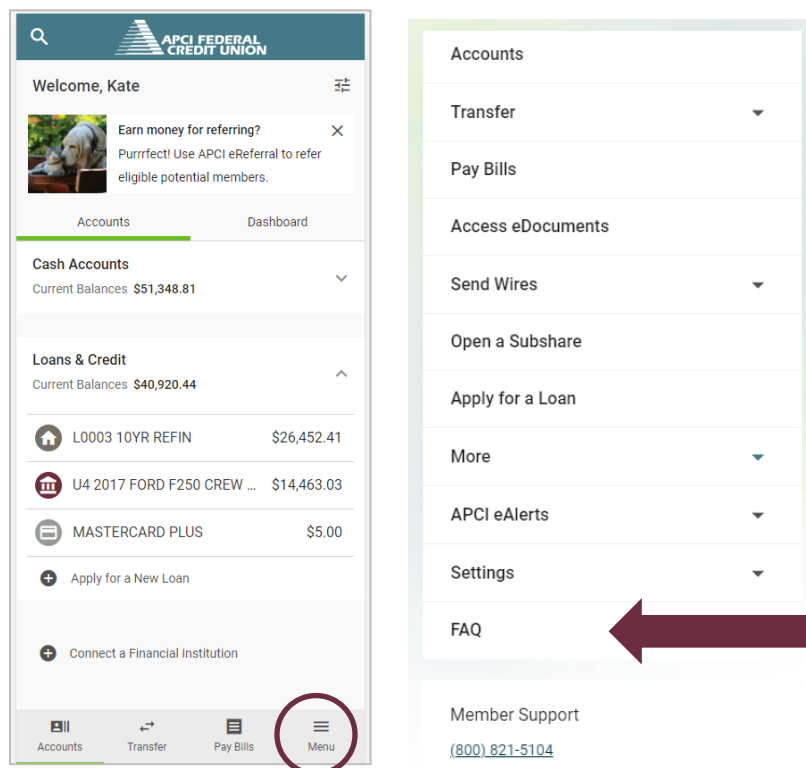 APCI FEDERAL
CREDIT UNION
Welcome, Kate
Earn money for referring?
Purrrfect! Use APCI eReferral to refer
eligible potential members.
Accounts
Dashboard
Cash Accounts
Current Balances $51,348.81
Loans & Credit
Current Balances $40,920.44
L0003 10YR REFIN $26,452.41
U4 2017 FORD F250 CREW ... $14,463.03
MASTERCARD PLUS $5.00
Apply for a New Loan
Connect a Financial Institution
Accounts
Transfer
Pay Bills
Menu
Accounts
Transfer
Pay Bills
Access eDocuments
Send Wires
Open a Subshare
Apply for a Loan
More
APCI eAlerts
Settings
FAQ
Member Support
(800) 821-5104